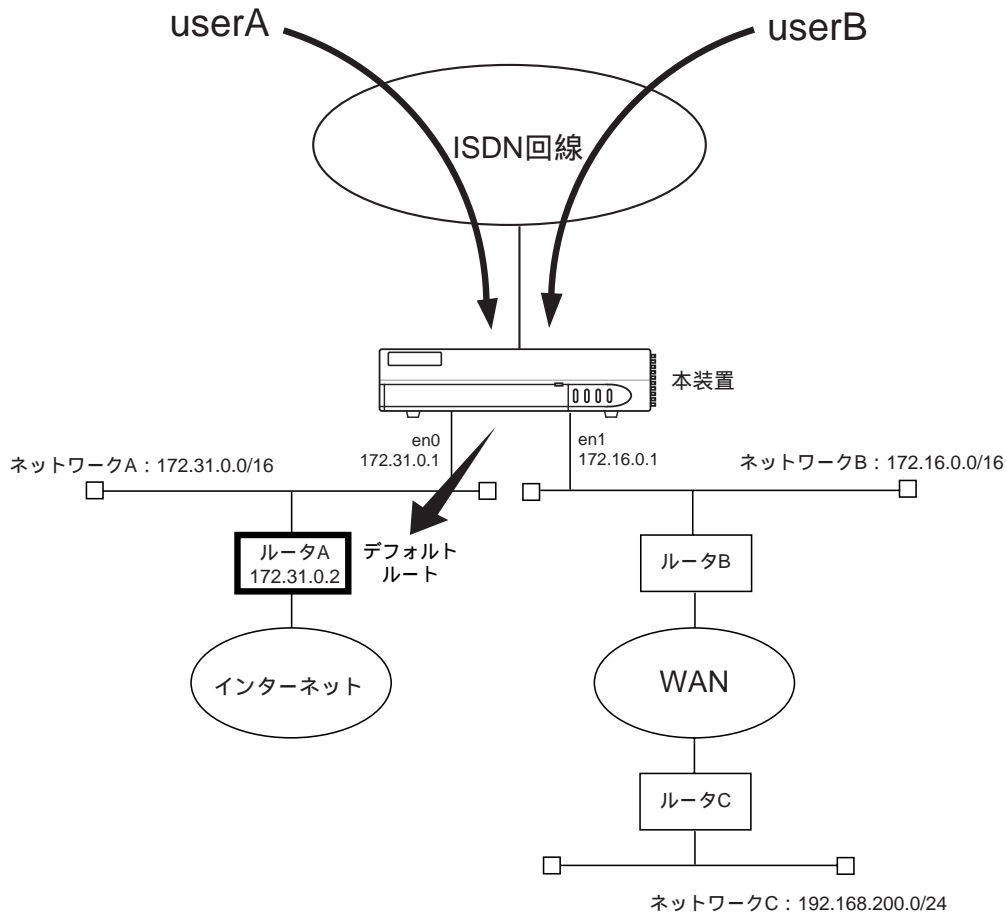 userA
userB
ISDN回線
本装置
en0
172.31.0.1
en1
172.16.0.1
ネットワークA：172.31.0.0/16
ネットワークB：172.16.0.0/16
ルータA
172.31.0.2
デフォルト
ルート
ルータB
インターネット
WAN
ルータC
ネットワークC：192.168.200.0/24